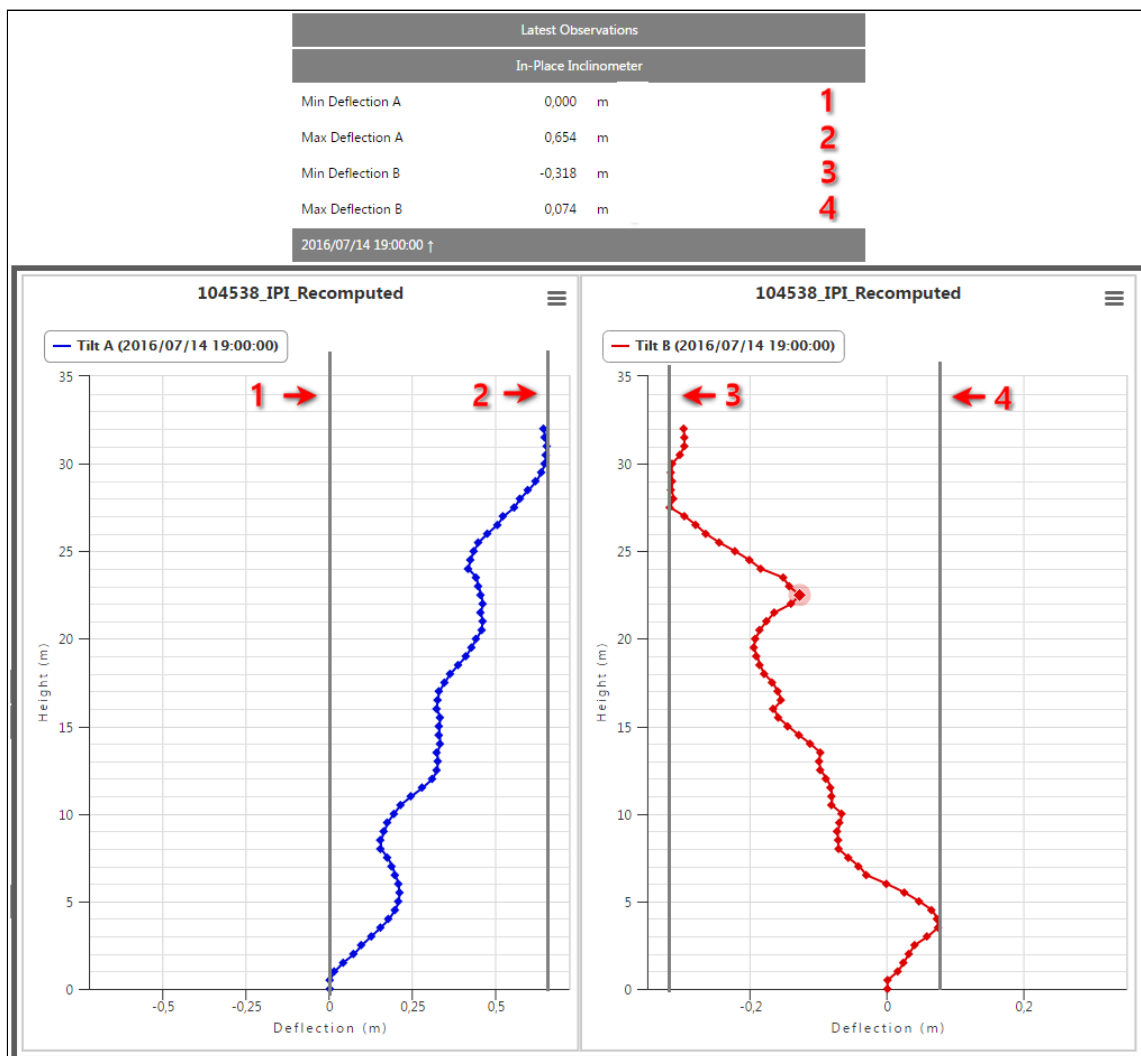 Latest Observations
In-Place Inclinometer
Min Deflection A 0,000 m 1
Max Deflection A 0,654 m 2
Min Deflection B -0,318 m 3
Max Deflection B 0,074 m 4
2016/07/14 19:00:00 ↑
104538_IPI_Recomputed
Tilt A (2016/07/14 19:00:00)
1 2
35
30
25
20
15
10
5
0
Height (m)
-0,5 -0,25 0 0,25 0,5
Deflection (m)
104538_IPI_Recomputed
Tilt B (2016/07/14 19:00:00)
3 4
35
30
25
20
15
10
5
0
Height (m)
-0,2 0 0,2
Deflection (m)